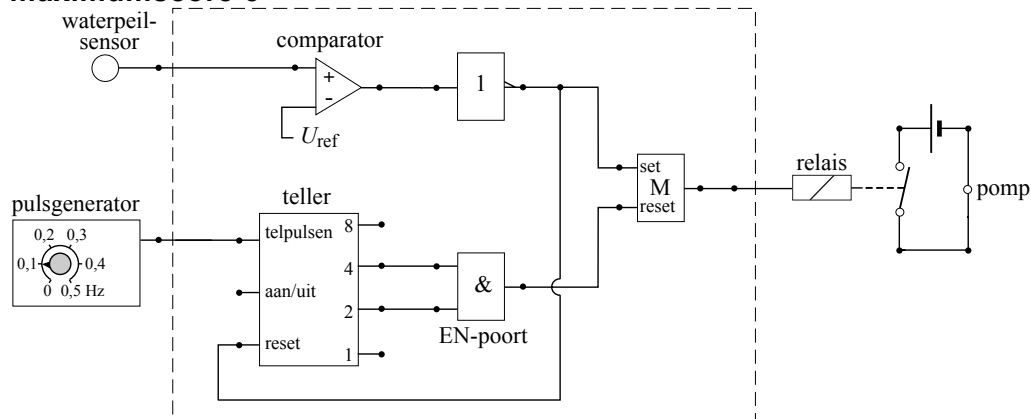 waterpeil-
sensor
comparator
+
-
U ref
1
set
M
reset
relais
pomp
pulsgenerator
0,2 0,3
0,1 0,4
0 0,5 Hz
teller
telpulsen
8
4
aan/uit
2
reset
1
&
EN-poort